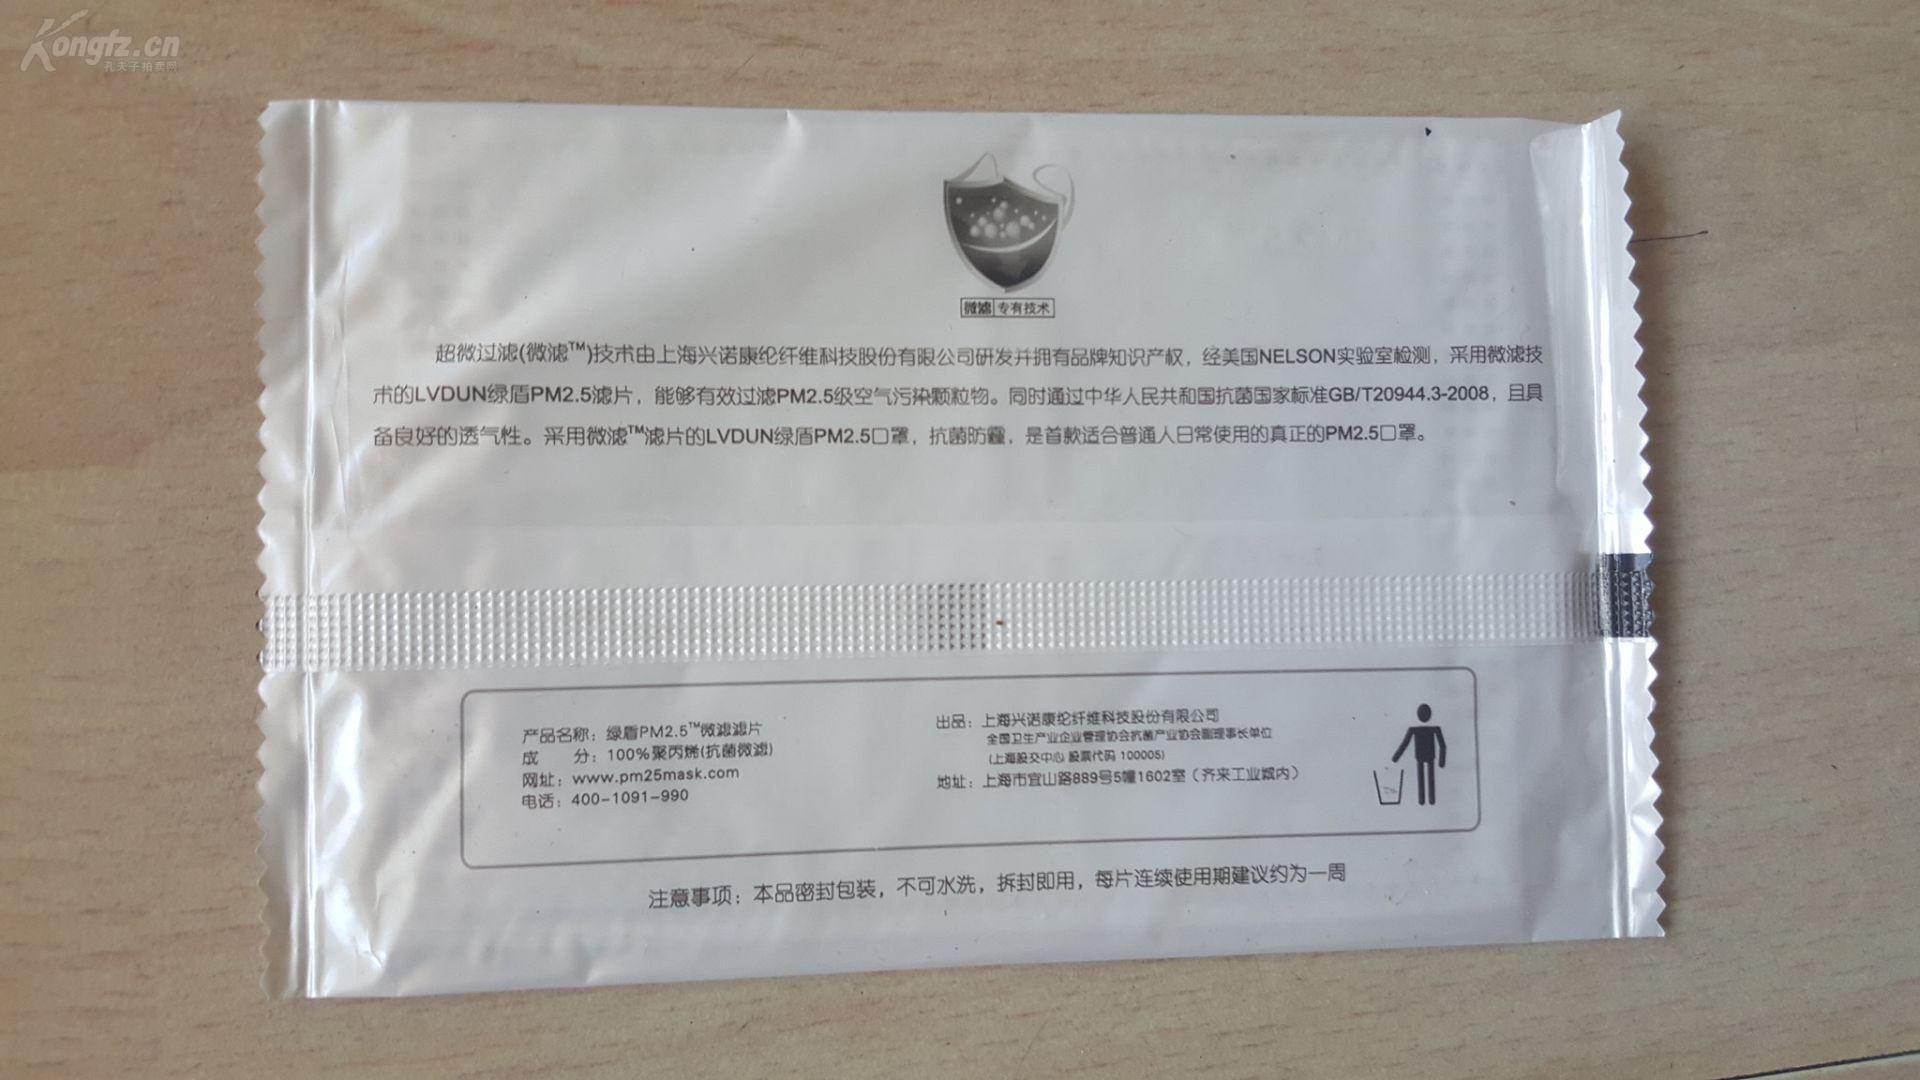 Kongfz.cn
孔夫子拍卖网
微滤 专有技术
超微过滤(微滤™)技术由上海兴诺康纶纤维科技股份有限公司研发并拥有品牌知识产权，经美国NELSON实验室检测，采用微滤技
术的LVDUN绿盾PM2.5滤片，能够有效过滤PM2.5级空气污染颗粒物。同时通过中华人民共和国抗菌国家标准GB/T20944.3-2008，且具
备良好的透气性。采用微滤™滤片的LVDUN绿盾PM2.5口罩，抗菌防霾，是首款适合普通人日常使用的真正的PM2.5口罩。
产品名称：绿盾PM2.5™微滤滤片
成 分：100%聚丙烯(抗菌微滤)
网址：www.pm25mask.com
电话：400-1091-990
出品：上海兴诺康纶纤维科技股份有限公司
全国卫生产业企业管理协会抗菌产业协会副理事长单位
(上海股交中心 股票代码 100005)
地址：上海市宜山路889号5幢1602室（齐来工业城内）
注意事项：本品密封包装，不可水洗，拆封即用，每片连续使用期建议约为一周